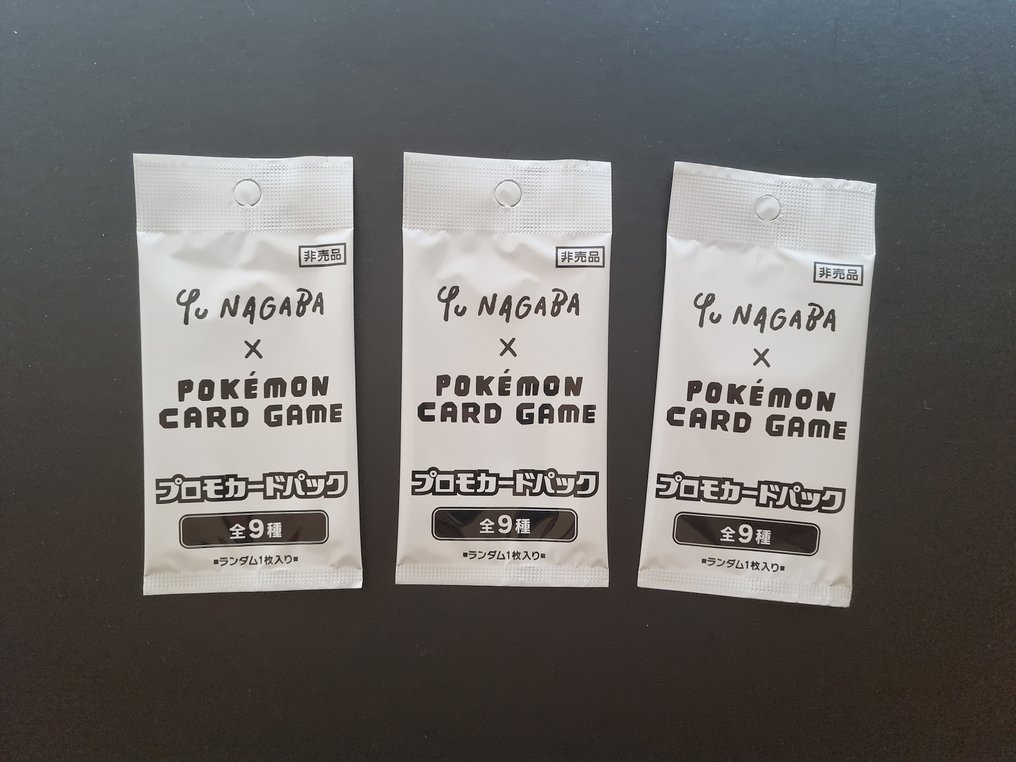 非売品
Yu NAGABA
×
POKÉMON
CARD GAME
プロモカードパック
全9種
■ランダム1枚入り■
非売品
Yu NAGABA
×
POKÉMON
CARD GAME
プロモカードパック
全9種
■ランダム1枚入り■
非売品
Yu NAGABA
×
POKÉMON
CARD GAME
プロモカードパック
全9種
■ランダム1枚入り■